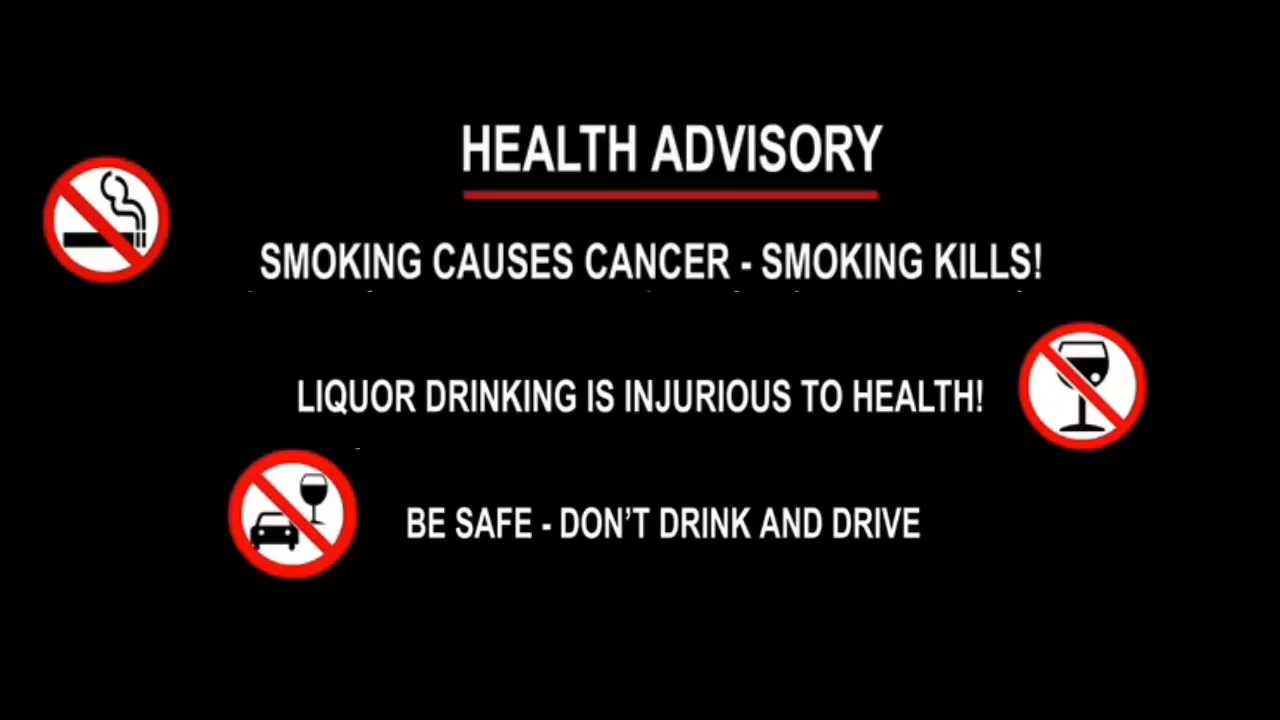 HEALTH ADVISORY
SMOKING CAUSES CANCER - SMOKING KILLS!
LIQUOR DRINKING IS INJURIOUS TO HEALTH!
BE SAFE - DON’T DRINK AND DRIVE